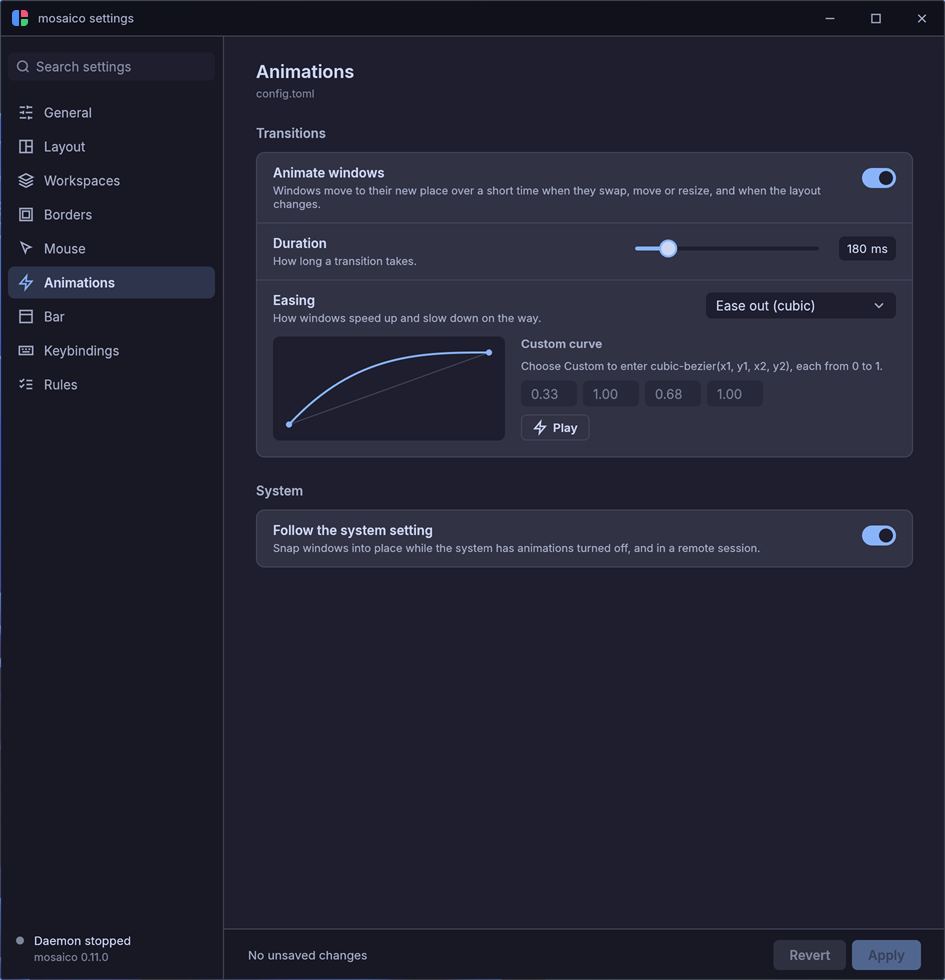 mosaico settings
Search settings
General
Layout
Workspaces
Borders
Mouse
Animations
Bar
Keybindings
Rules
Daemon stopped
mosaico 0.11.0
Animations
config.toml
Transitions
Animate windows
Windows move to their new place over a short time when they swap, move or resize, and when the layout
changes.
Duration
How long a transition takes.
180 ms
Easing
How windows speed up and slow down on the way.
Ease out (cubic)
Custom curve
Choose Custom to enter cubic-bezier(x1, y1, x2, y2), each from 0 to 1.
0.33 1.00 0.68 1.00
Play
System
Follow the system setting
Snap windows into place while the system has animations turned off, and in a remote session.
No unsaved changes
Revert
Apply